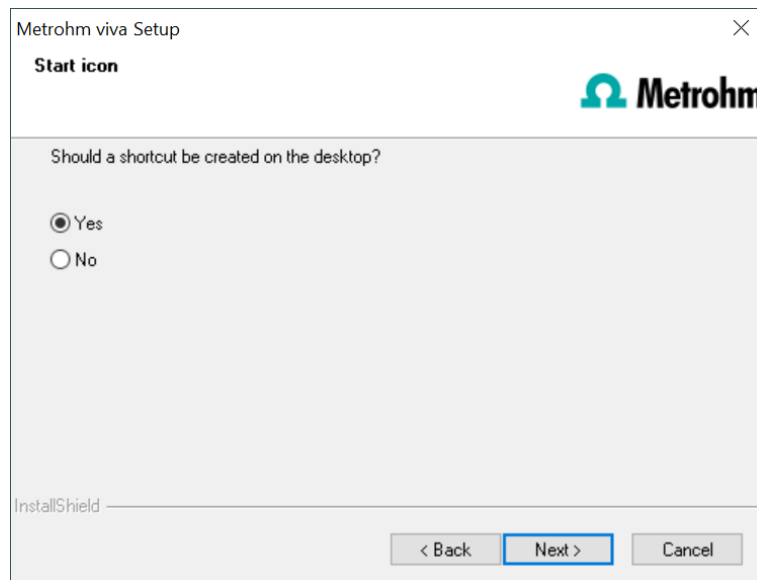 Metrohm viva Setup
Start icon
Metrohm
Should a shortcut be created on the desktop?
Yes
No
InstallShield
< Back
Next >
Cancel